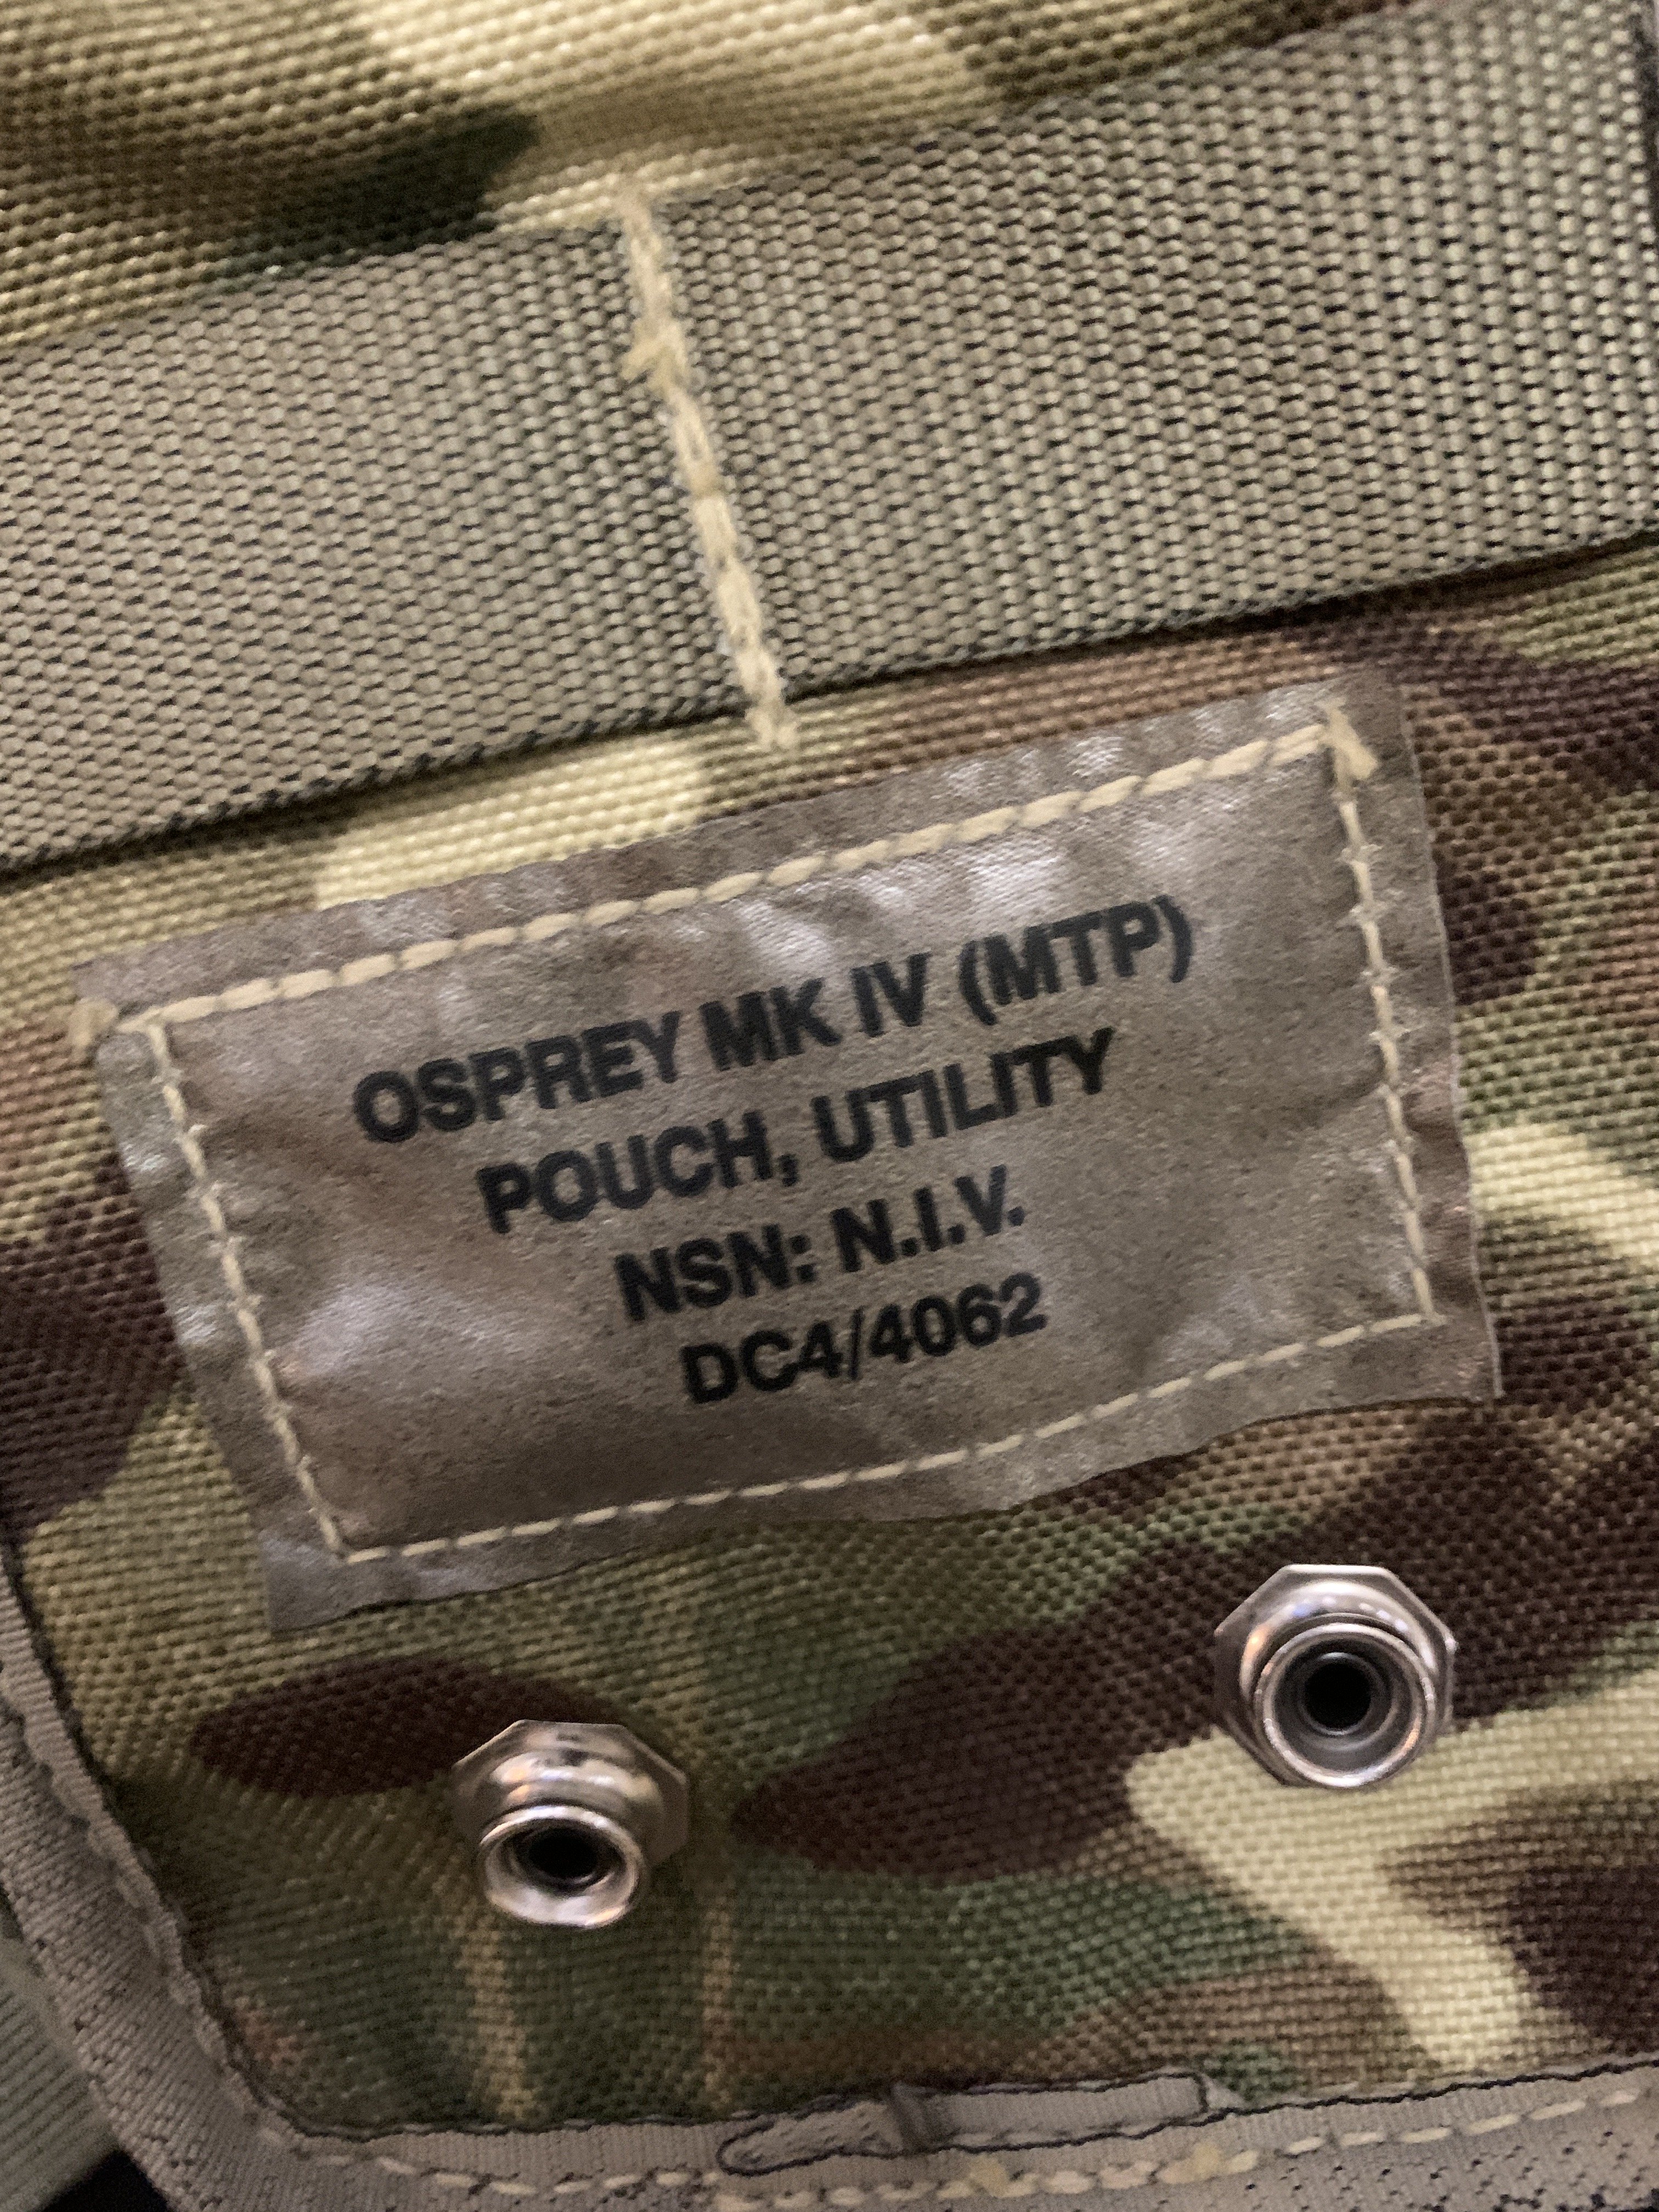 OSPREY MK IV (MTP)
POUCH, UTILITY
NSN: N.I.V.
DC4/4062